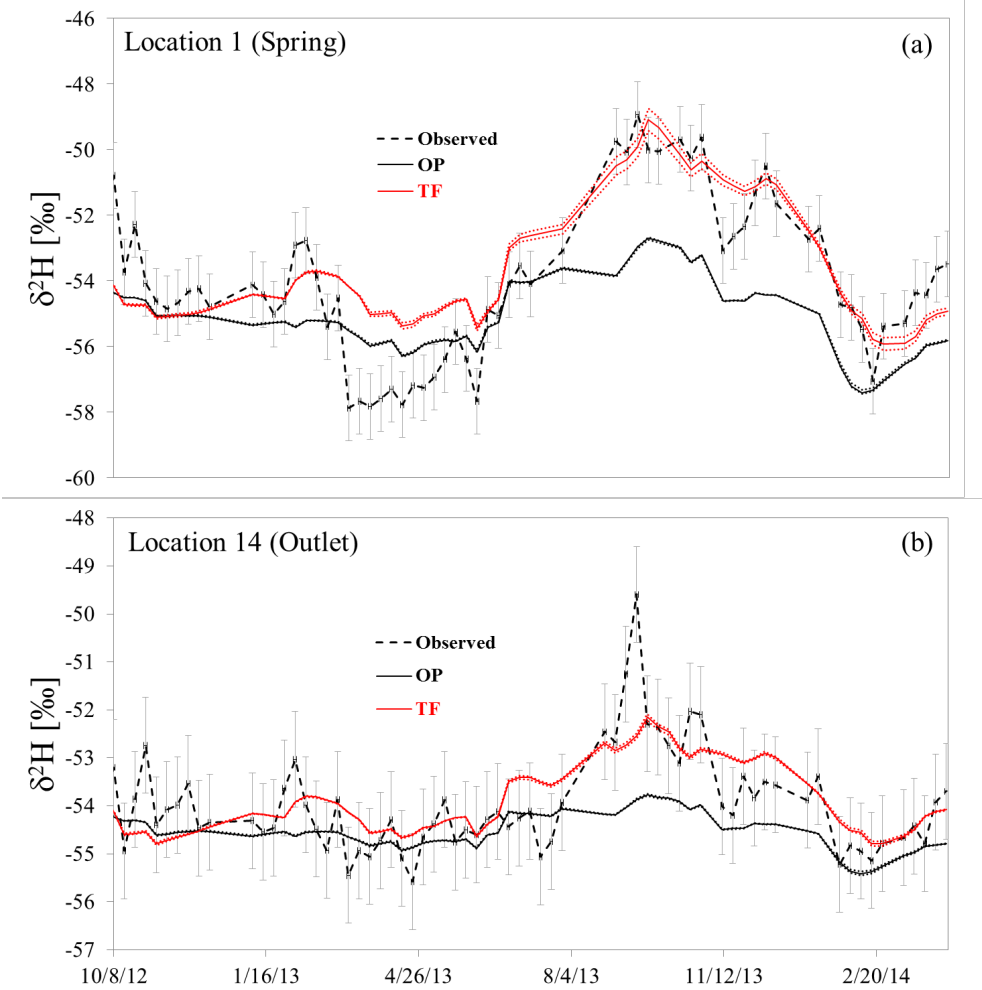 Location 1 (Spring)
(a)
δ²H [‰]
-46
-48
-50
-52
-54
-56
-58
-60
Observed
OP
TF
Location 14 (Outlet)
(b)
δ²H [‰]
-48
-49
-50
-51
-52
-53
-54
-55
-56
-57
Observed
OP
TF
10/8/12 1/16/13 4/26/13 8/4/13 11/12/13 2/20/14